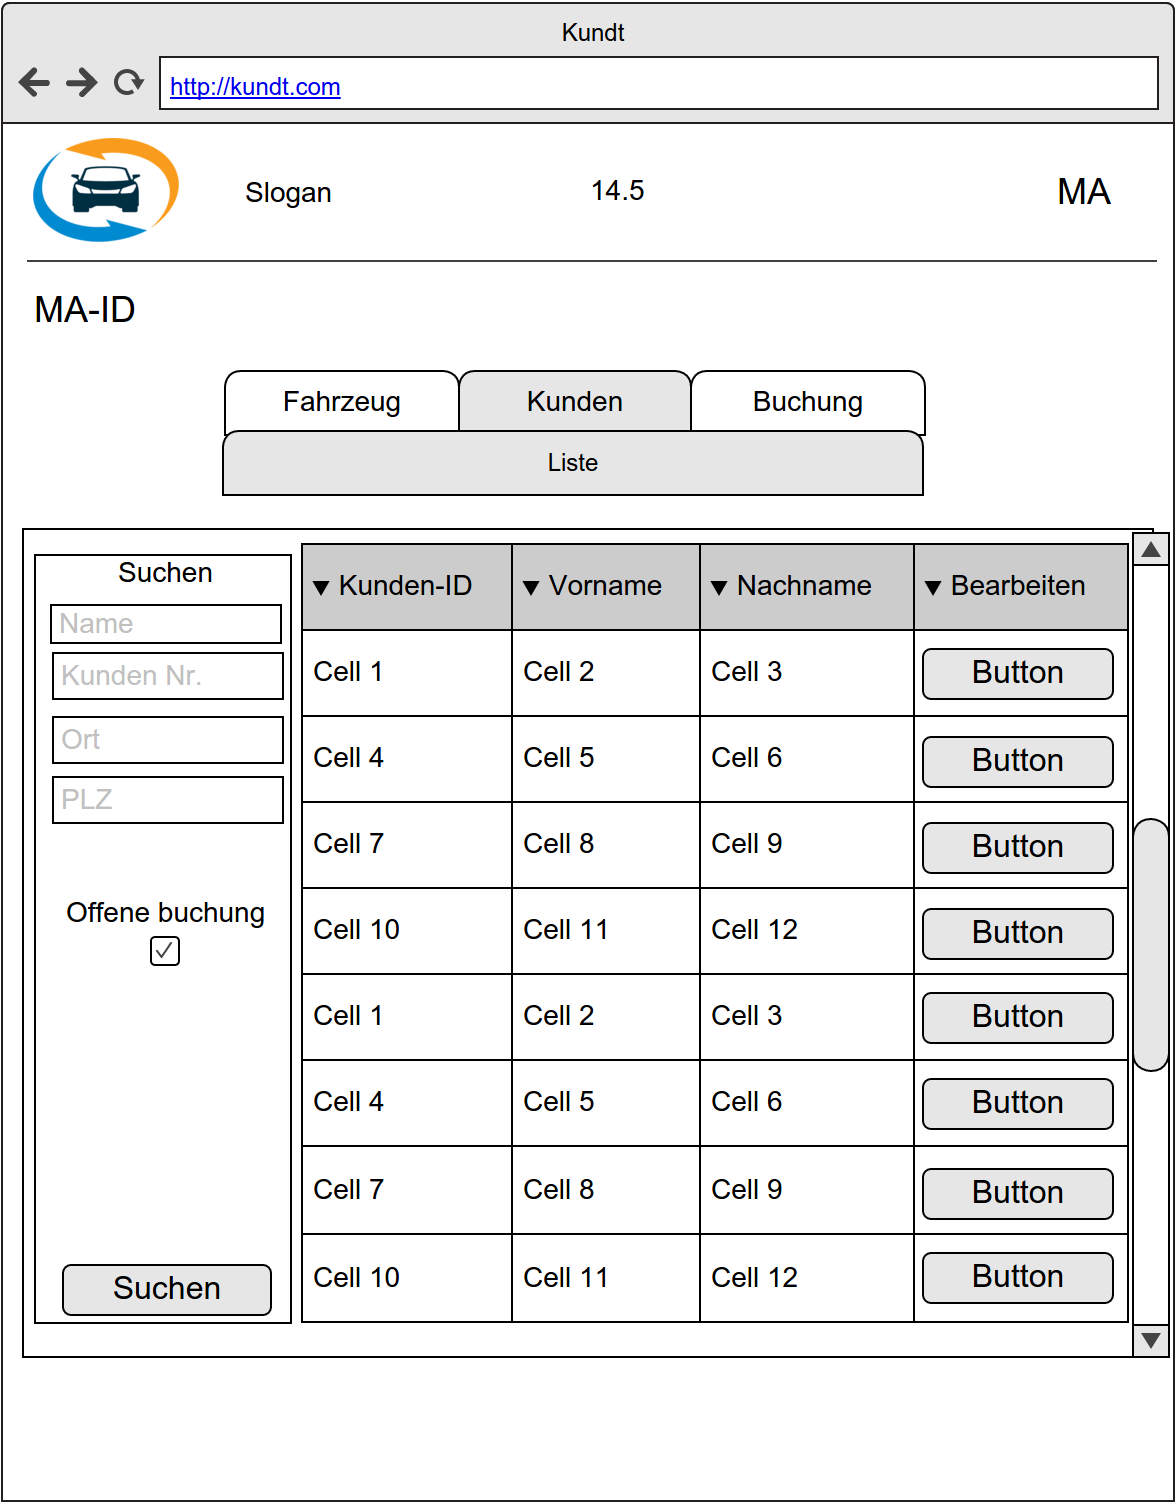 Kundt
http://kundt.com
Slogan 14.5 MA
MA-ID
Fahrzeug Kunden Buchung
Liste
Suchen
Name
Kunden Nr.
Ort
PLZ
Offene buchung
Suchen
Kunden-ID Vorname Nachname Bearbeiten
Cell 1 Cell 2 Cell 3 Button
Cell 4 Cell 5 Cell 6 Button
Cell 7 Cell 8 Cell 9 Button
Cell 10 Cell 11 Cell 12 Button
Cell 1 Cell 2 Cell 3 Button
Cell 4 Cell 5 Cell 6 Button
Cell 7 Cell 8 Cell 9 Button
Cell 10 Cell 11 Cell 12 Button